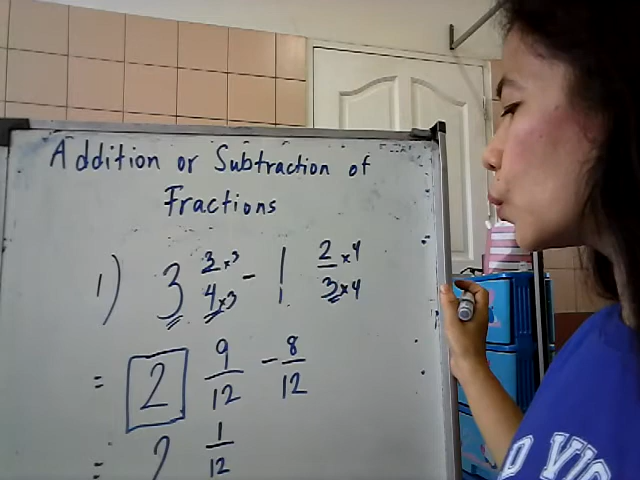 Addition or Subtraction of
Fractions
1) 3 3×3/4×3 - 1 2×4/3×4
= 2 9/12 - 8/12
= 2 1/12